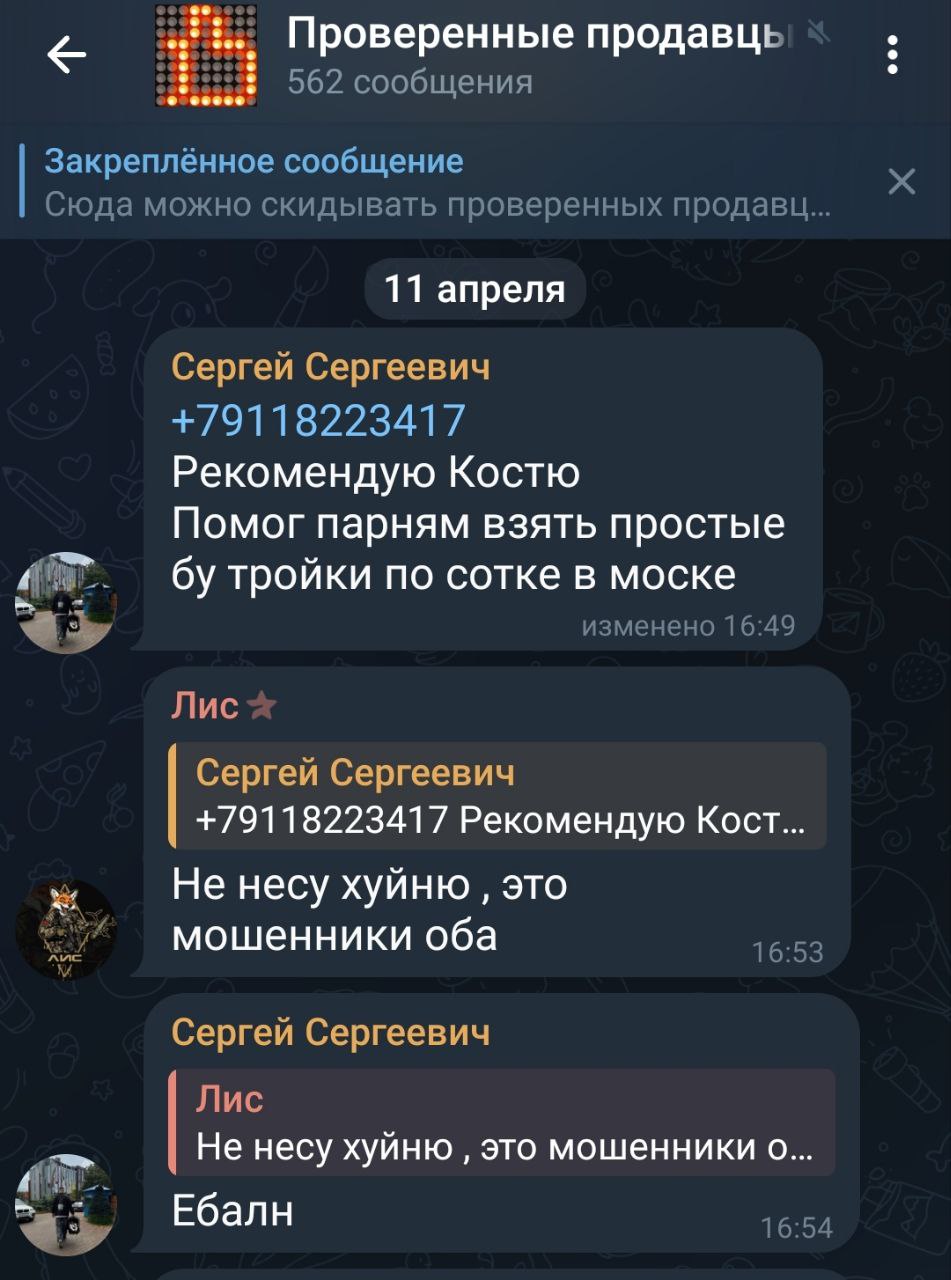 Проверенные продавцы
562 сообщения
Закреплённое сообщение
Сюда можно скидывать проверенных продавц...
11 апреля
Сергей Сергеевич
+79118223417
Рекомендую Костю
Помог парням взять простые
бу тройки по сотке в моске
изменено 16:49
Лис
Сергей Сергеевич
+79118223417 Рекомендую Кост...
Не несу хуйню , это
мошенники оба
16:53
ЛИС
Сергей Сергеевич
Лис
Не несу хуйню , это мошенники о...
Ебалн
16:54